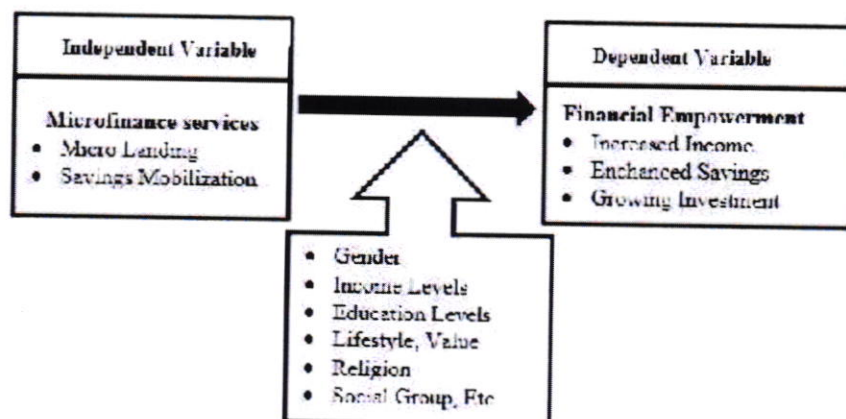 Independent Variable
Microfinance services
• Micro Lending
• Savings Mobilization
Dependent Variable
Financial Empowerment
• Increased Income
• Enchanced Savings
• Growing Investment
• Gender
• Income Levels
• Education Levels
• Lifestyle, Value
• Religion
• Social Group, Etc